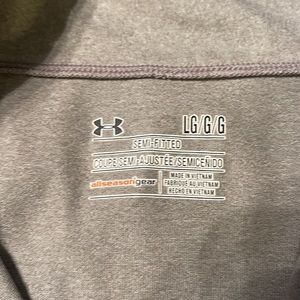 LG/G/G
SEMI-FITTED
COUPE SEMI-AJUSTÉE/SEMICEÑIDO
allseasongear
MADE IN VIETNAM
FABRIQUÉ AU VIETNAM
HECHO EN VIETNAM